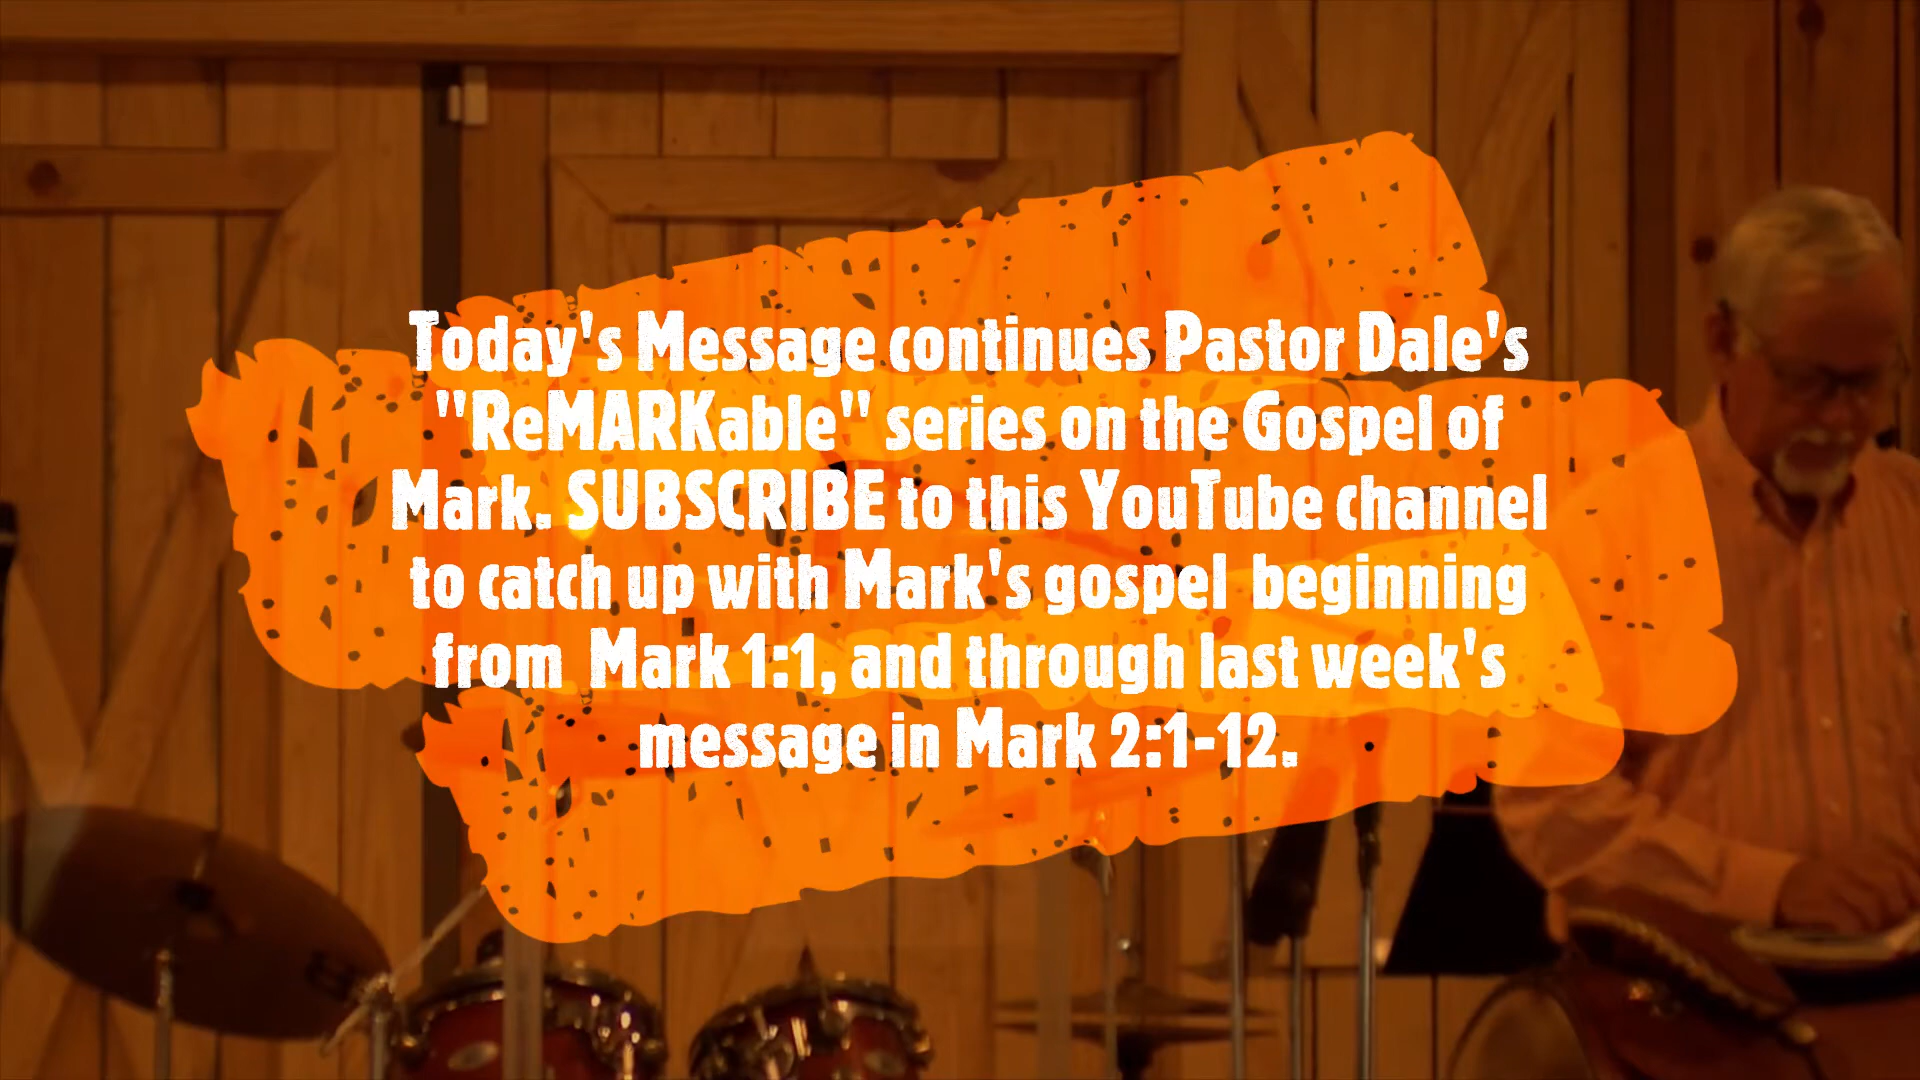 Today's Message continues Pastor Dale's
"ReMARKable" series on the Gospel of
Mark. SUBSCRIBE to this YouTube channel
to catch up with Mark's gospel  beginning
from  Mark 1:1, and through last week's
message in Mark 2:1-12.